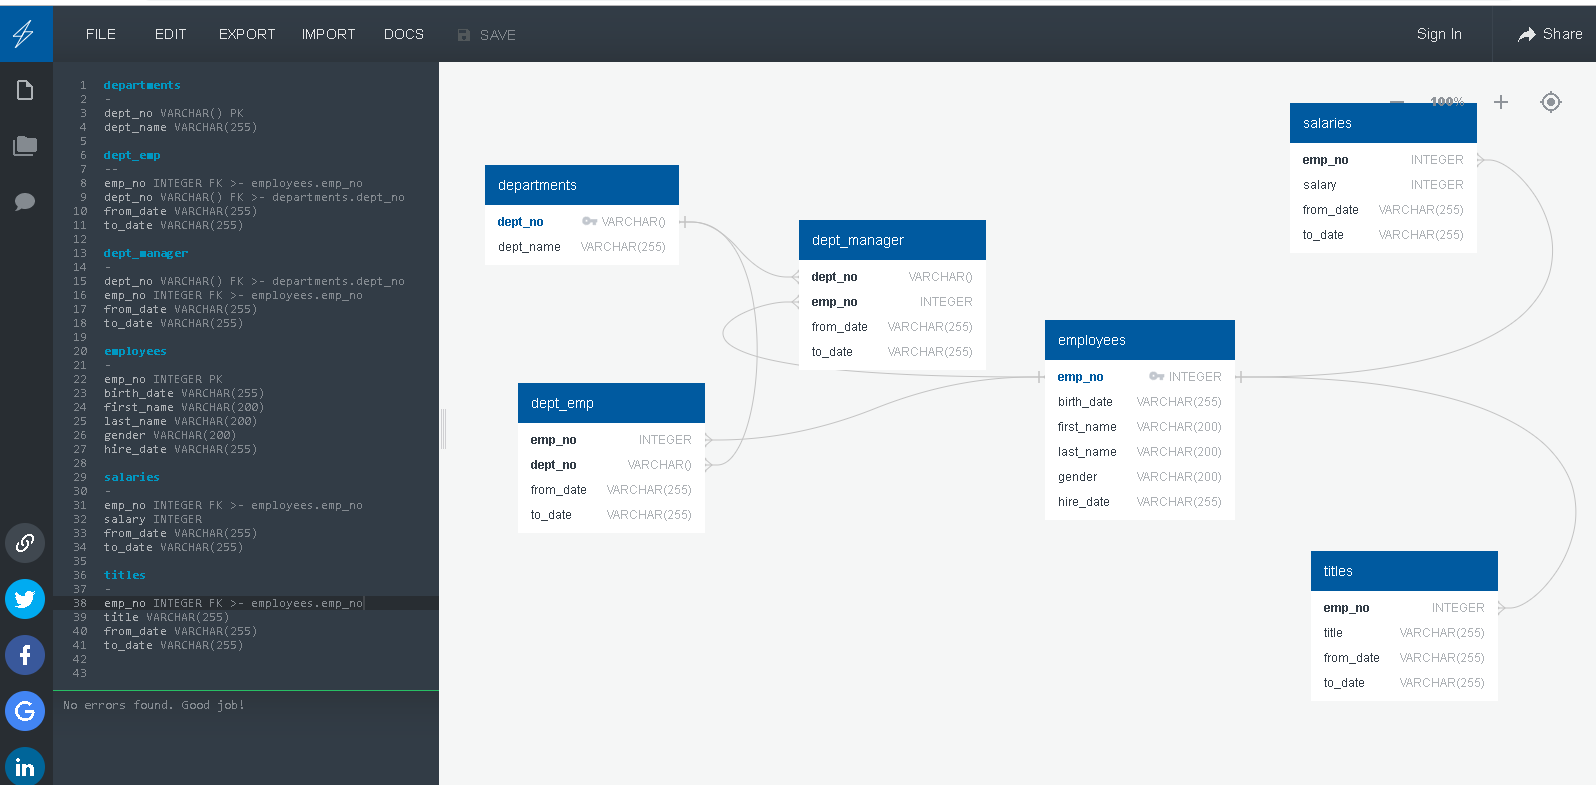 FILE EDIT EXPORT IMPORT DOCS SAVE Sign In Share
1 departments
2 -
3 dept_no VARCHAR() PK
4 dept_name VARCHAR(255)
5
6 dept_emp
7 --
8 emp_no INTEGER FK >- employees.emp_no
9 dept_no VARCHAR() FK >- departments.dept_no
10 from_date VARCHAR(255)
11 to_date VARCHAR(255)
12
13 dept_manager
14 -
15 dept_no VARCHAR() FK >- departments.dept_no
16 emp_no INTEGER FK >- employees.emp_no
17 from_date VARCHAR(255)
18 to_date VARCHAR(255)
19
20 employees
21 -
22 emp_no INTEGER PK
23 birth_date VARCHAR(255)
24 first_name VARCHAR(200)
25 last_name VARCHAR(200)
26 gender VARCHAR(200)
27 hire_date VARCHAR(255)
28
29 salaries
30 -
31 emp_no INTEGER FK >- employees.emp_no
32 salary INTEGER
33 from_date VARCHAR(255)
34 to_date VARCHAR(255)
35
36 titles
37 -
38 emp_no INTEGER FK >- employees.emp_no
39 title VARCHAR(255)
40 from_date VARCHAR(255)
41 to_date VARCHAR(255)
42
43
No errors found. Good job!
100%
departments
dept_no VARCHAR()
dept_name VARCHAR(255)
dept_manager
dept_no VARCHAR()
emp_no INTEGER
from_date VARCHAR(255)
to_date VARCHAR(255)
dept_emp
emp_no INTEGER
dept_no VARCHAR()
from_date VARCHAR(255)
to_date VARCHAR(255)
employees
emp_no INTEGER
birth_date VARCHAR(255)
first_name VARCHAR(200)
last_name VARCHAR(200)
gender VARCHAR(200)
hire_date VARCHAR(255)
salaries
emp_no INTEGER
salary INTEGER
from_date VARCHAR(255)
to_date VARCHAR(255)
titles
emp_no INTEGER
title VARCHAR(255)
from_date VARCHAR(255)
to_date VARCHAR(255)